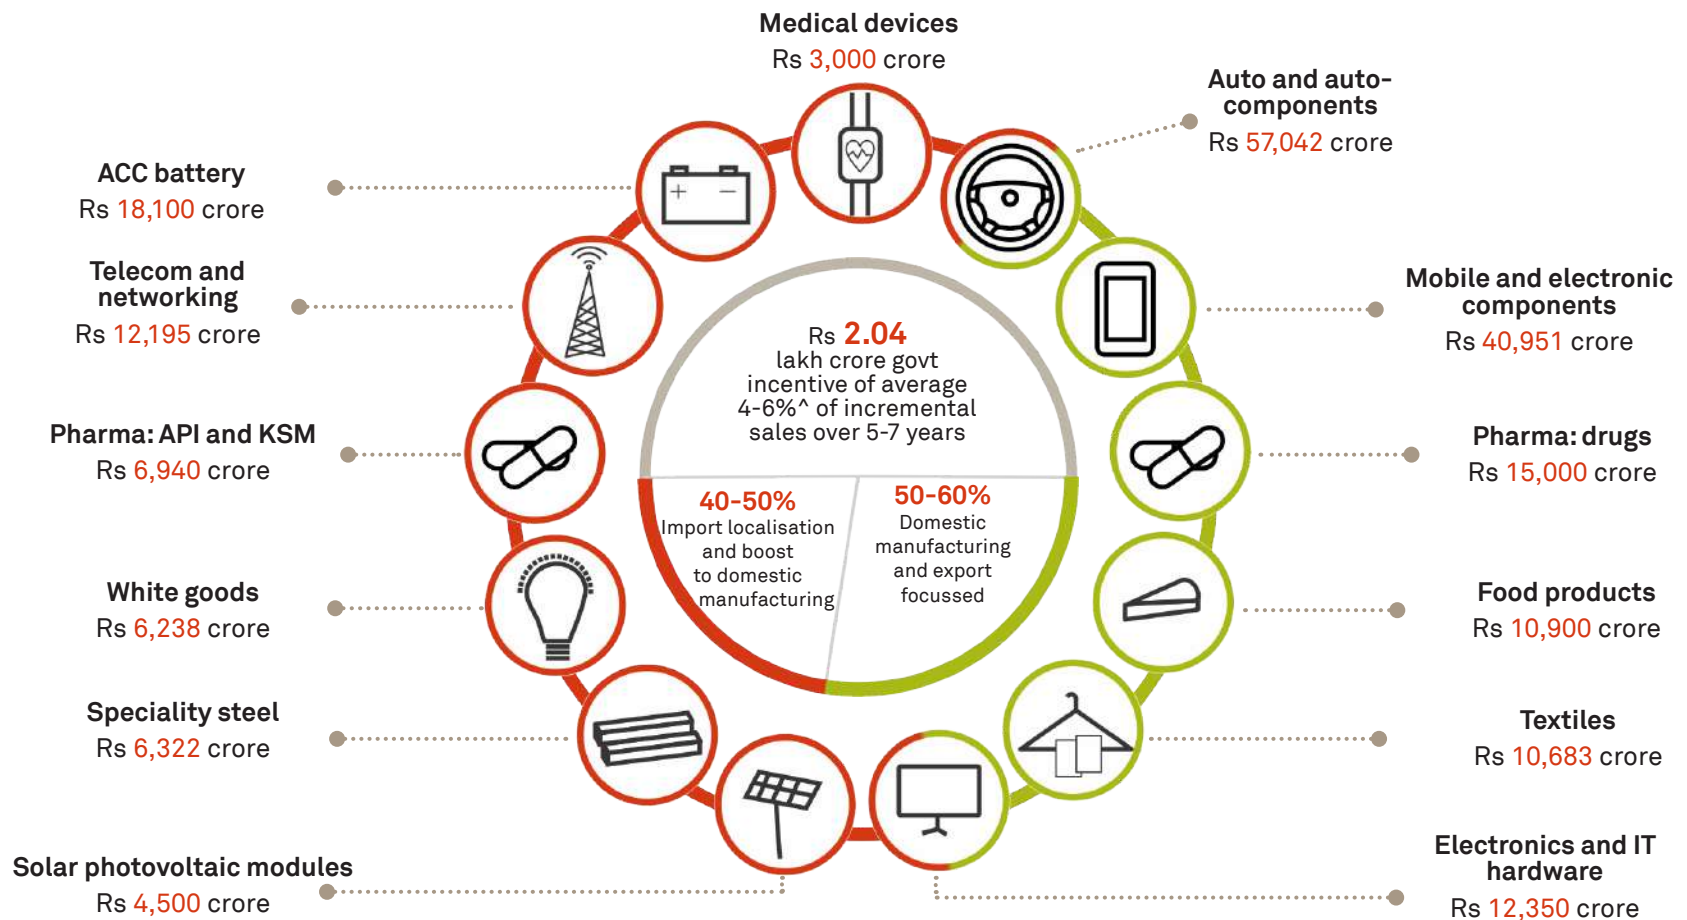 Medical devices
Rs 3,000 crore
Auto and auto-
components
Rs 57,042 crore
ACC battery
Rs 18,100 crore
Telecom and
networking
Rs 12,195 crore
Mobile and electronic
components
Rs 40,951 crore
Rs 2.04
lakh crore govt
incentive of average
4-6%^ of incremental
sales over 5-7 years
Pharma: API and KSM
Rs 6,940 crore
Pharma: drugs
Rs 15,000 crore
40-50%
Import localisation
and boost
to domestic
manufacturing
50-60%
Domestic
manufacturing
and export
focussed
White goods
Rs 6,238 crore
Food products
Rs 10,900 crore
Speciality steel
Rs 6,322 crore
Textiles
Rs 10,683 crore
Solar photovoltaic modules
Rs 4,500 crore
Electronics and IT
hardware
Rs 12,350 crore